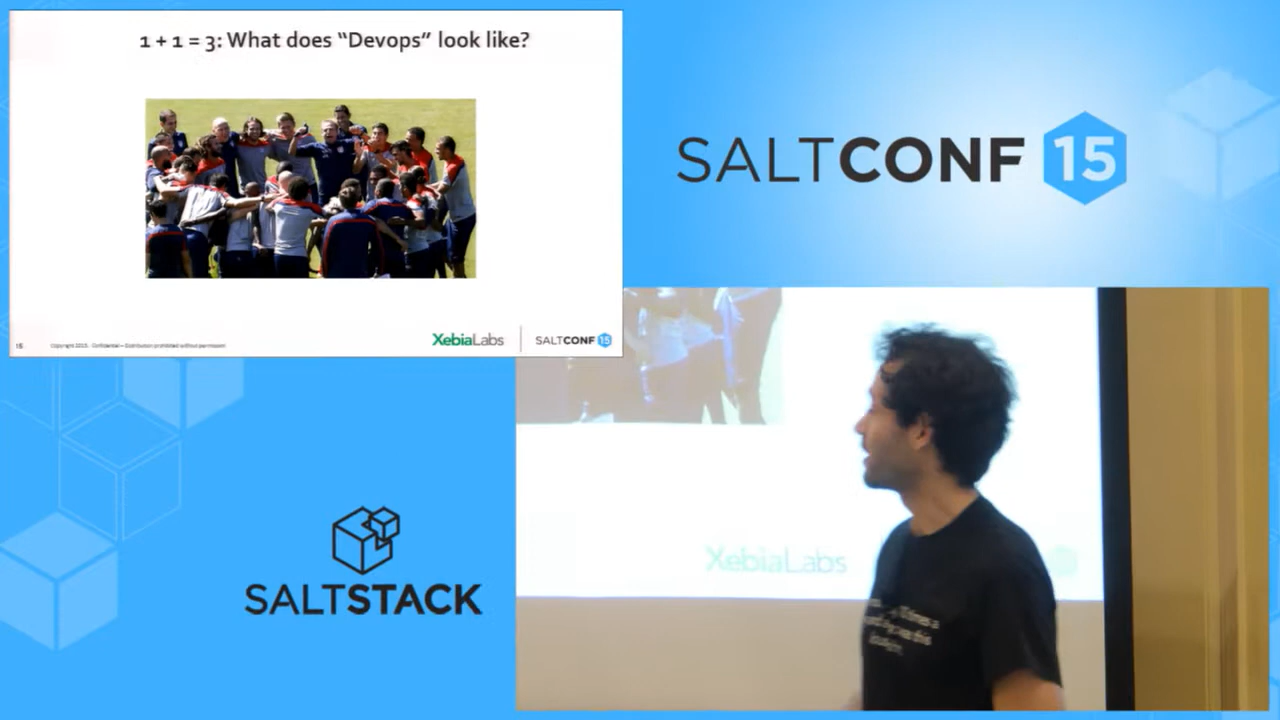 1 + 1 = 3: What does “Devops” look like?
15
Copyright 2015. Confidential – Distribution prohibited without permission
XebiaLabs
SALTCONF 15
SALTCONF 15
XebiaLabs
SALTSTACK